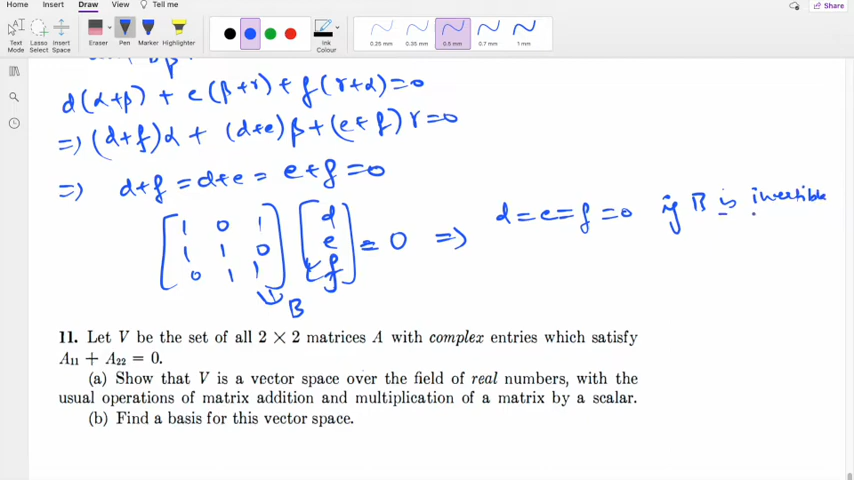 Home Insert Draw View Tell me
Share
Text Mode
Lasso Select
Insert Space
Eraser
Pen
Marker
Highlighter
Ink Colour
0.25 mm
0.35 mm
0.5 mm
0.7 mm
1 mm
d(α+β) + e(β+γ) + f(γ+α)=0
=> (d+f)α + (d+e)β+(e+f)γ=0
=> d+f = d+e = e+f=0
[1 0 1 [d
1 1 0 e
0 1 1] f] = 0 => d=e=f=0 if B is invertible
B
11. Let V be the set of all 2 × 2 matrices A with complex entries which satisfy
A₁₁ + A₂₂ = 0.
(a) Show that V is a vector space over the field of real numbers, with the
usual operations of matrix addition and multiplication of a matrix by a scalar.
(b) Find a basis for this vector space.